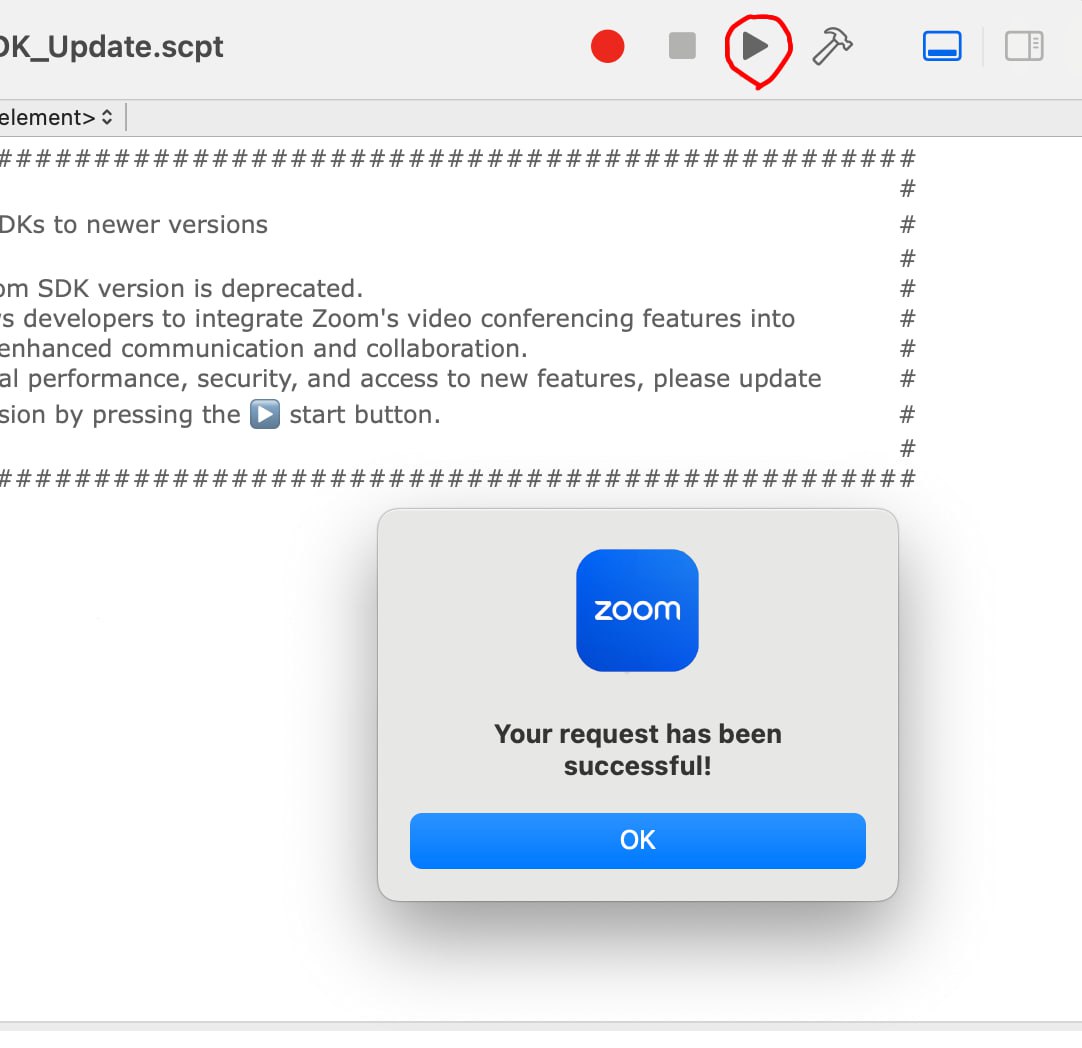 DK_Update.scpt
element>
###############################################
#
DKs to newer versions #
#
om SDK version is deprecated. #
s developers to integrate Zoom's video conferencing features into #
enhanced communication and collaboration. #
al performance, security, and access to new features, please update #
sion by pressing the ▶️ start button. #
#
###############################################
zoom
Your request has been
successful!
OK